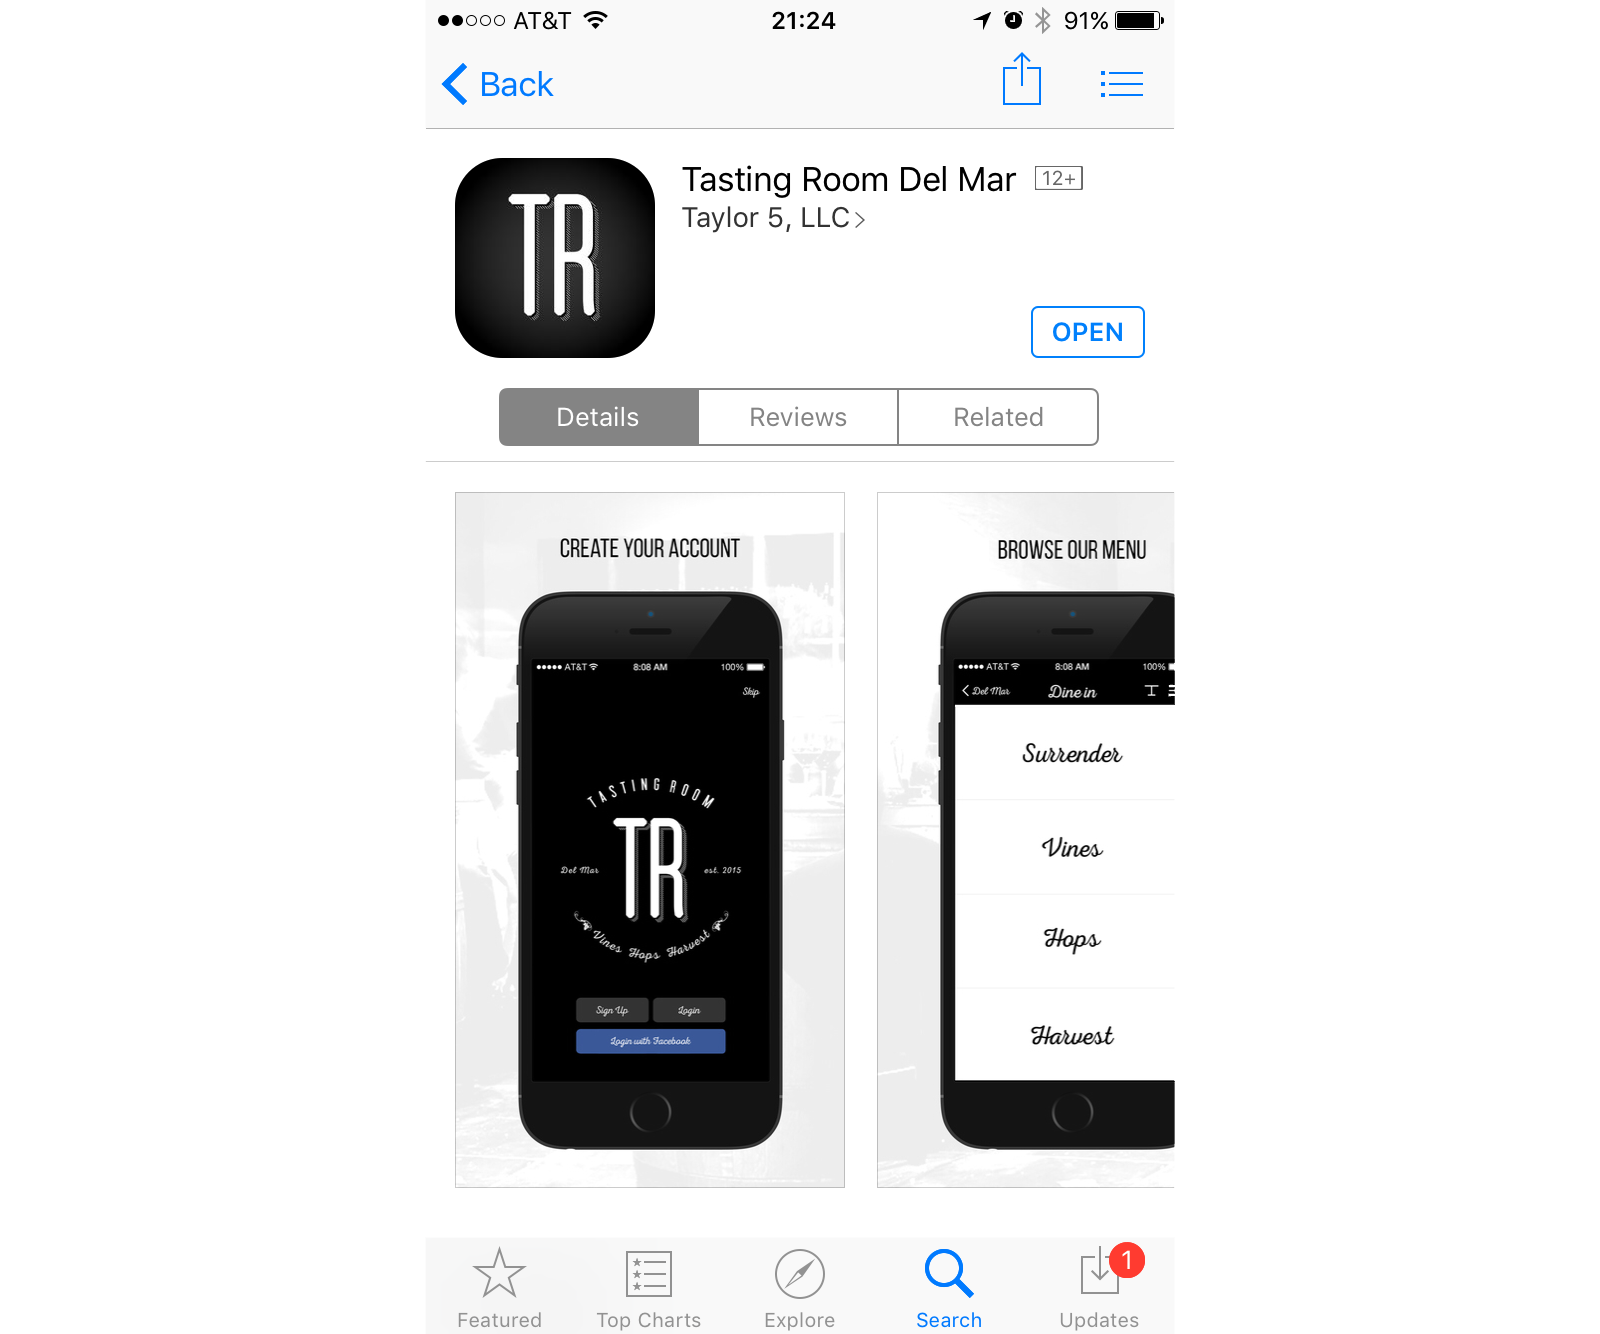 AT&T 21:24 91%
Back
TR
Tasting Room Del Mar 12+
Taylor 5, LLC
OPEN
Details Reviews Related
CREATE YOUR ACCOUNT
AT&T 8:08 AM 100%
Skip
TASTING ROOM
TR
Del Mar est. 2015
Vines Hops Harvest
Sign Up Login
Login with Facebook
BROWSE OUR MENU
AT&T 8:08 AM 100%
Del Mar Dine in
Surrender
Vines
Hops
Harvest
1
Featured Top Charts Explore Search Updates